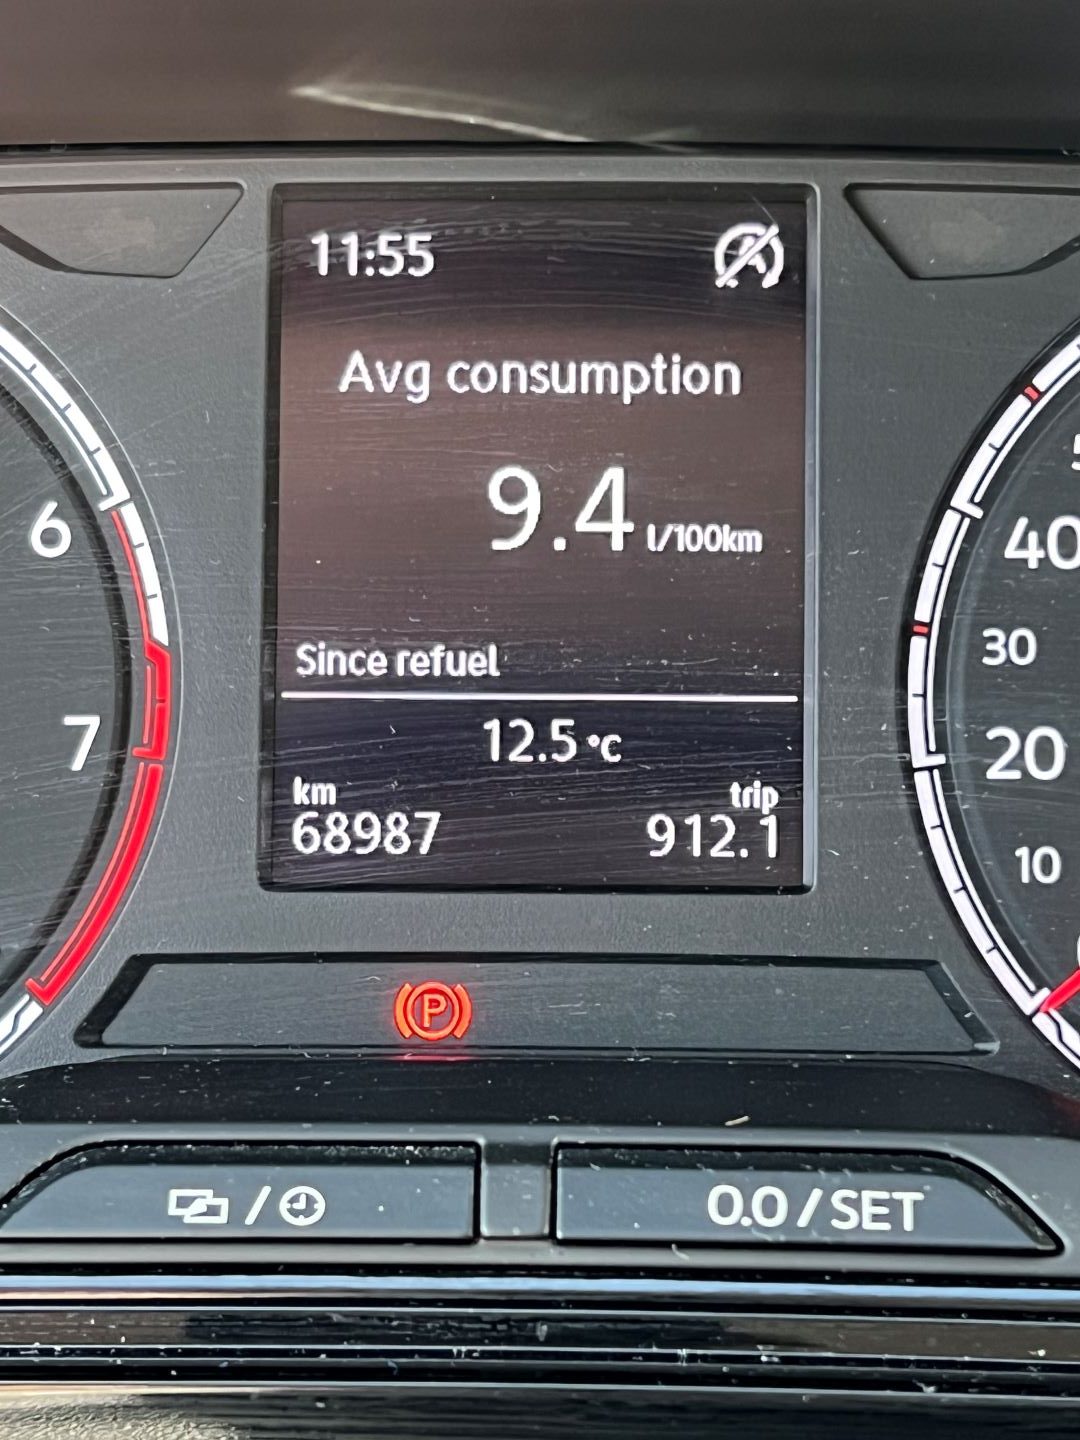 11:55
Avg consumption
9.4 l/100km
Since refuel
12.5 °C
km
trip
68987
912.1
6
7
40
30
20
10
P
/
0.0/SET